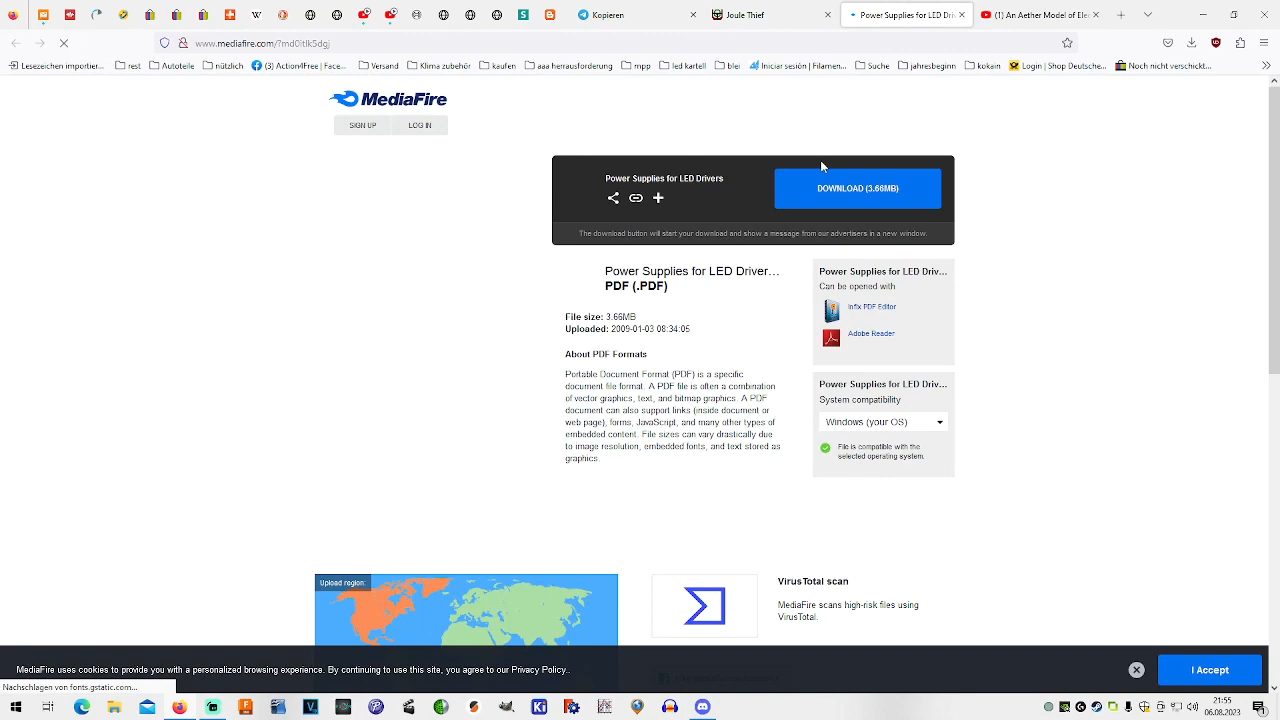 Kopieren
Joule Thief
Power Supplies for LED Dri
(1) An Aether Model of
www.mediafire.com/?md0itlk5dgj
Lesezeichen importier...
rest
Autoteile
nützlich
(3) Action4Free | Face...
Versand
Klima zubehör
kaufen
aaa herrausforderung
mpp
led kartell
blei
Iniciar sesión | Filamen...
Suche
jahresbeginn
kokain
Login | Shop Deutsche...
Noch nicht verschickt...
MediaFire
SIGN UP
LOG IN
Power Supplies for LED Drivers
DOWNLOAD (3.66MB)
The download button will start your download and show a message from our advertisers in a new window.
Power Supplies for LED Driver...
PDF (.PDF)
File size: 3.66MB
Uploaded: 2009-01-03 08:34:05
About PDF Formats
Portable Document Format (PDF) is a specific
document file format. A PDF file is often a combination
of vector graphics, text, and bitmap graphics. A PDF
document can also support links (inside document or
web page), forms, JavaScript, and many other types of
embedded content. File sizes can vary drastically due
to image resolution, embedded fonts, and text stored as
graphics.
Power Supplies for LED Driv...
Can be opened with
Infix PDF Editor
Adobe Reader
Power Supplies for LED Driv...
System compatibility
Windows (your OS)
File is compatible with the
selected operating system.
Upload region:
VirusTotal scan
MediaFire scans high-risk files using
VirusTotal.
MediaFire uses cookies to provide you with a personalized browsing experience. By continuing to use this site, you agree to our Privacy Policy..
I Accept
Nachschlagen von fonts.gstatic.com...
21:55
06.08.2023